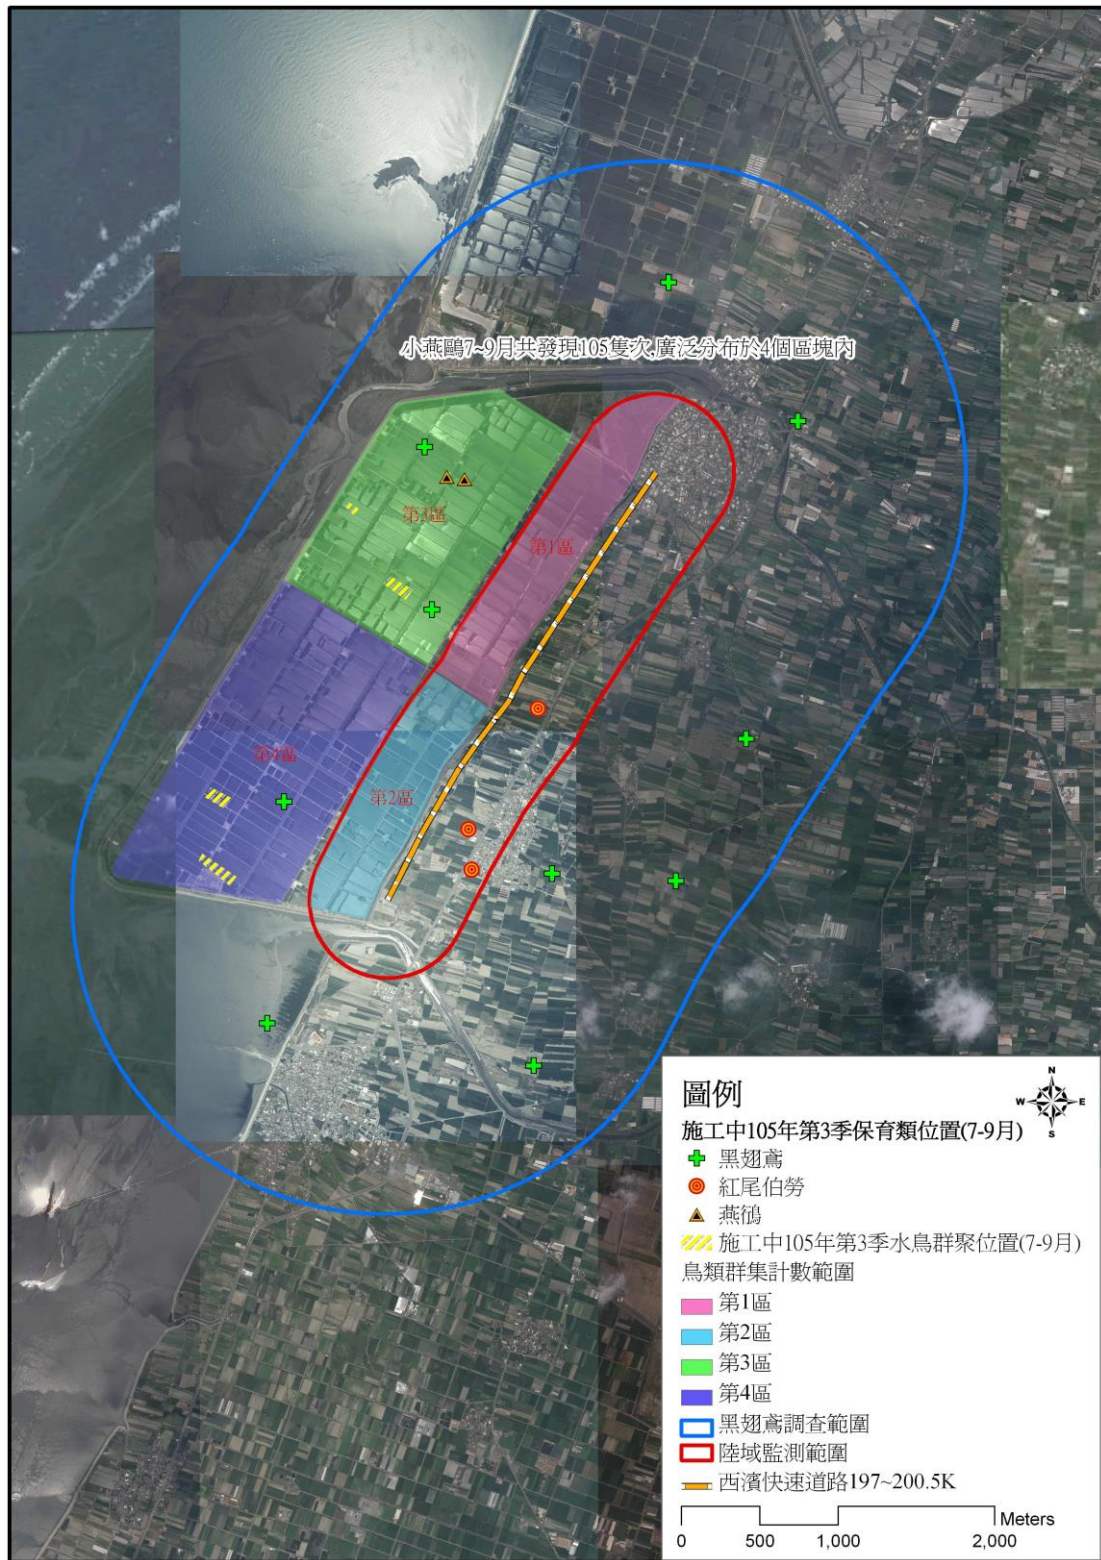 小燕鷗7~9月共發現105隻次,廣泛分布於4個區塊內
第3區
第1區
第4區
第2區
圖例
N
W E
S
施工中105年第3季保育類位置(7-9月)
黑翅鳶
紅尾伯勞
燕鴴
施工中105年第3季水鳥群聚位置(7-9月)
鳥類群集計數範圍
第1區
第2區
第3區
第4區
黑翅鳶調查範圍
陸域監測範圍
西濱快速道路197~200.5K
Meters
0 500 1,000 2,000